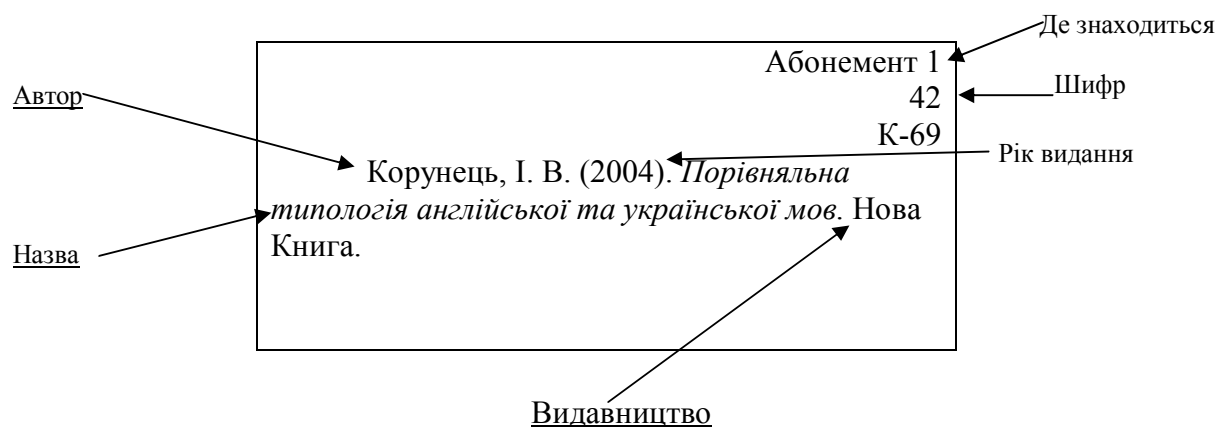 Де знаходиться
Абонемент 1
Автор
42
Шифр
К-69
Рік видання
Корунець, І. В. (2004). Порівняльна
типологія англійської та української мов. Нова
Назва
Книга.
Видавництво